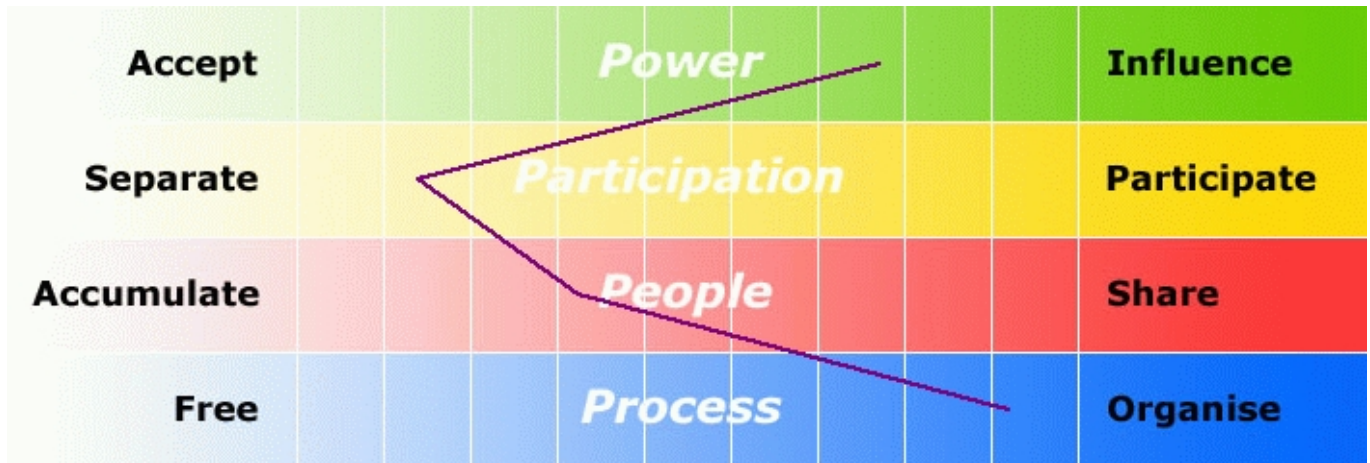 Accept Power Influence
Separate Participation Participate
Accumulate People Share
Free Process Organise